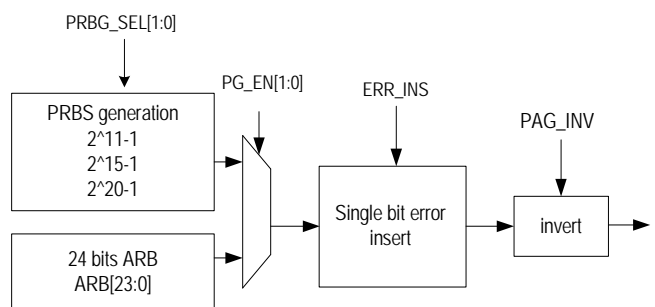 PRBG_SEL[1:0]
PG_EN[1:0]
ERR_INS
PAG_INV
PRBS generation
2^11-1
2^15-1
2^20-1
Single bit error
insert
invert
24 bits ARB
ARB[23:0]